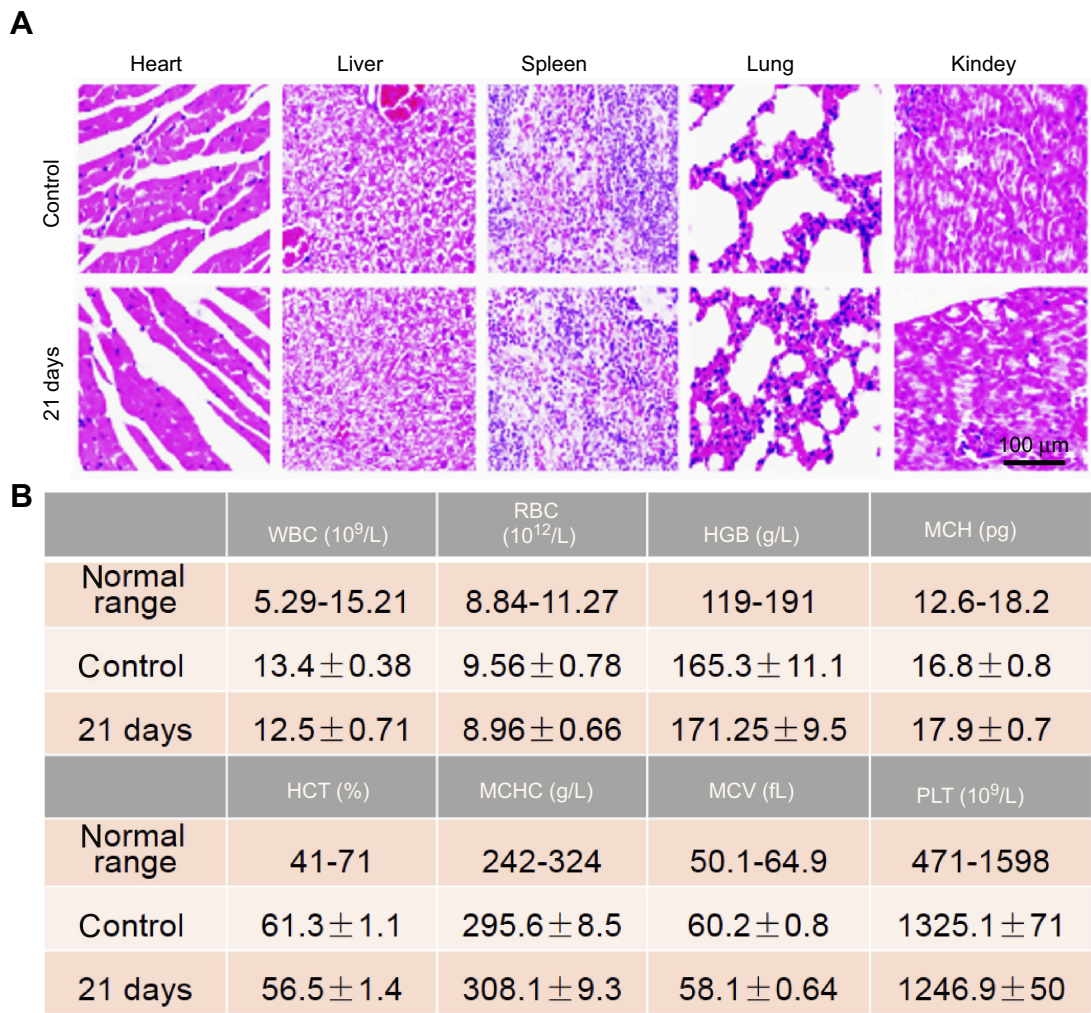 A
Heart Liver Spleen Lung Kindey
Control
21 days
100 µm
B
WBC (10⁹/L) RBC (10¹²/L) HGB (g/L) MCH (pg)
Normal range 5.29-15.21 8.84-11.27 119-191 12.6-18.2
Control 13.4±0.38 9.56±0.78 165.3±11.1 16.8±0.8
21 days 12.5±0.71 8.96±0.66 171.25±9.5 17.9±0.7
HCT (%) MCHC (g/L) MCV (fL) PLT (10⁹/L)
Normal range 41-71 242-324 50.1-64.9 471-1598
Control 61.3±1.1 295.6±8.5 60.2±0.8 1325.1±71
21 days 56.5±1.4 308.1±9.3 58.1±0.64 1246.9±50